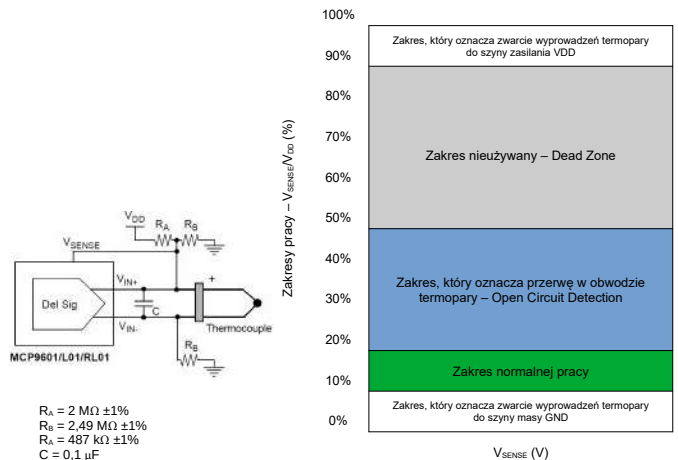 100%
90%
80%
70%
60%
50%
40%
30%
20%
10%
0%
Zakresy pracy – VSENSE/VDD (%)
Zakres, który oznacza zwarcie wyprowadzeń termopary
do szyny zasilania VDD
Zakres nieużywany – Dead Zone
Zakres, który oznacza przerwę w obwodzie
termopary – Open Circuit Detection
Zakres normalnej pracy
Zakres, który oznacza zwarcie wyprowadzeń termopary
do szyny masy GND
VSENSE (V)
VDD
RA
RB
VSENSE
VIN+
+
Del Sig
C
VIN-
Thermocouple
RB
MCP9601/L01/RL01
RA = 2 MΩ ±1%
RB = 2,49 MΩ ±1%
RA = 487 kΩ ±1%
C = 0,1 µF